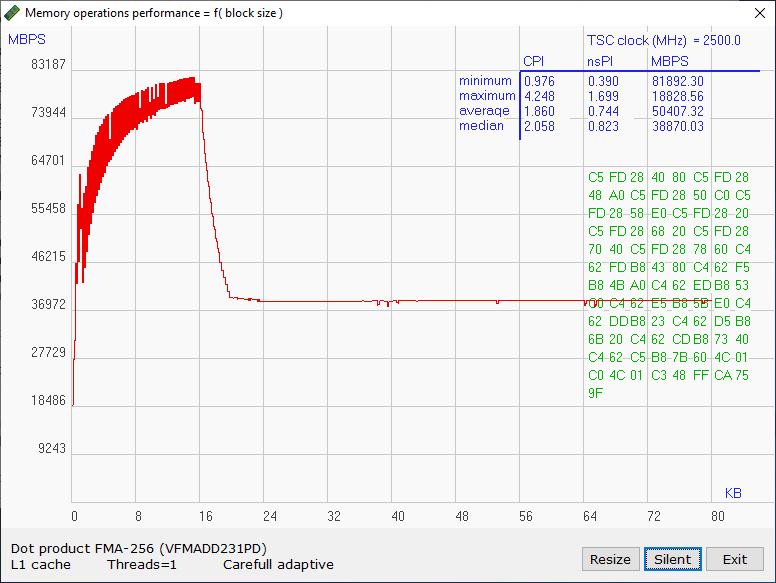 Memory operations performance = f( block size )
MBPS
TSC clock (MHz) = 2500.0
CPI nsPI MBPS
minimum 0.976 0.390 81892.30
maximum 4.248 1.699 18828.56
average 1.860 0.744 50407.32
median 2.058 0.823 38870.03
83187
73944
64701
55458
46215
36972
27729
18486
9243
C5 FD 28 40 80 C5 FD 28
48 A0 C5 FD 28 50 C0 C5
FD 28 58 E0 C5 FD 28 20
C5 FD 28 68 20 C5 FD 28
70 40 C5 FD 28 78 60 C4
62 FD B8 43 80 C4 62 F5
B8 4B A0 C4 62 ED B8 53
C0 C4 62 E5 B8 5B E0 C4
62 DD B8 23 C4 62 D5 B8
6B 20 C4 62 CD B8 73 40
C4 62 C5 B8 7B 60 4C 01
C0 4C 01 C3 48 FF CA 75
9F
KB
0 8 16 24 32 40 48 56 64 72 80
Dot product FMA-256 (VFMADD231PD)
L1 cache Threads=1 Carefull adaptive
Resize Silent Exit